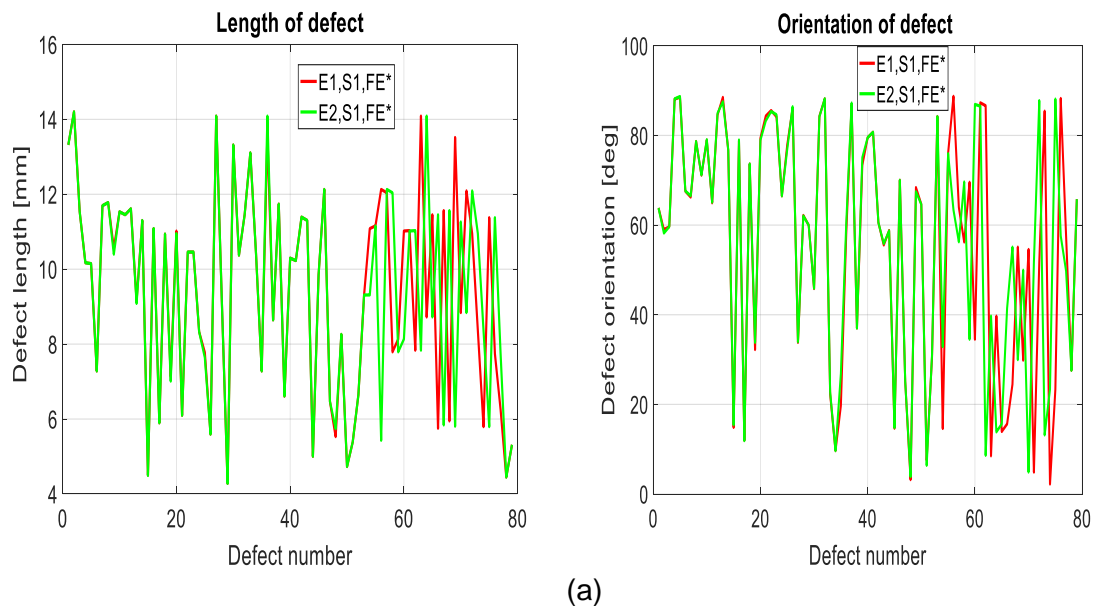 Length of defect
16
14
12
10
8
6
4
0
20
40
60
80
Defect length [mm]
Defect number
E1,S1,FE*
E2,S1,FE*
Orientation of defect
100
80
60
40
20
0
0
20
40
60
80
Defect orientation [deg]
Defect number
E1,S1,FE*
E2,S1,FE*
(a)